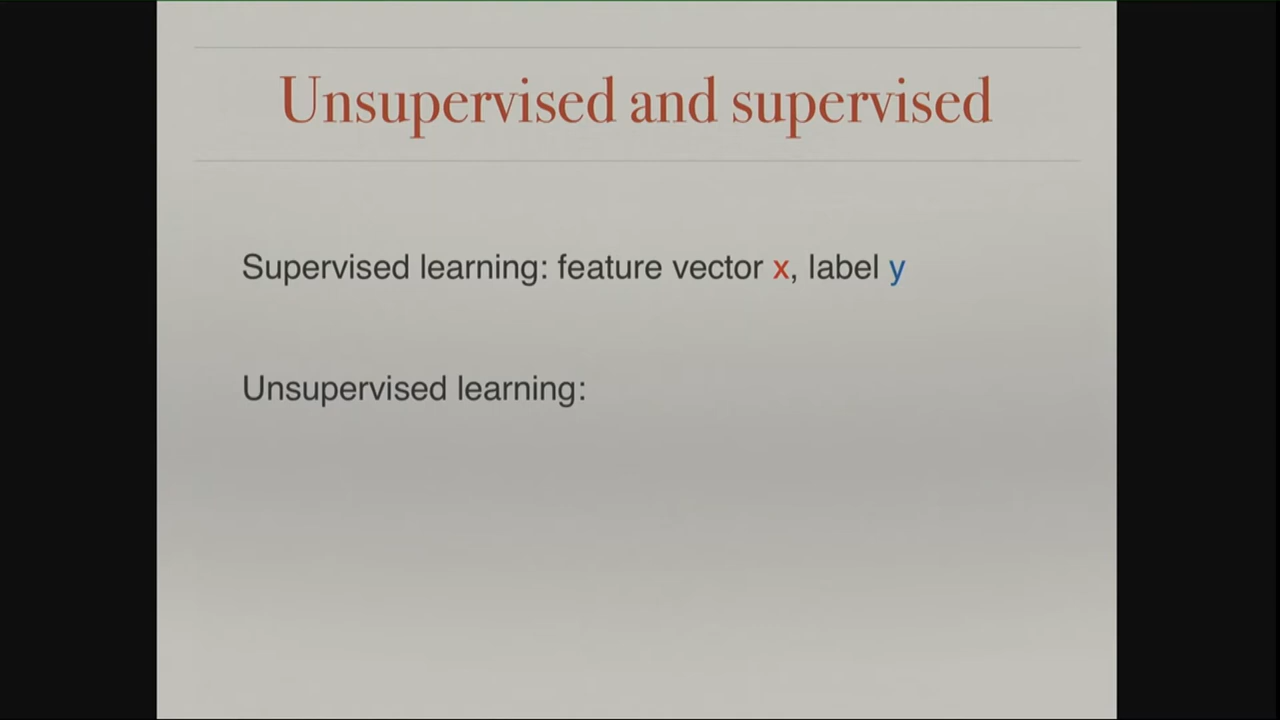 Unsupervised and supervised
Supervised learning: feature vector x, label y
Unsupervised learning: